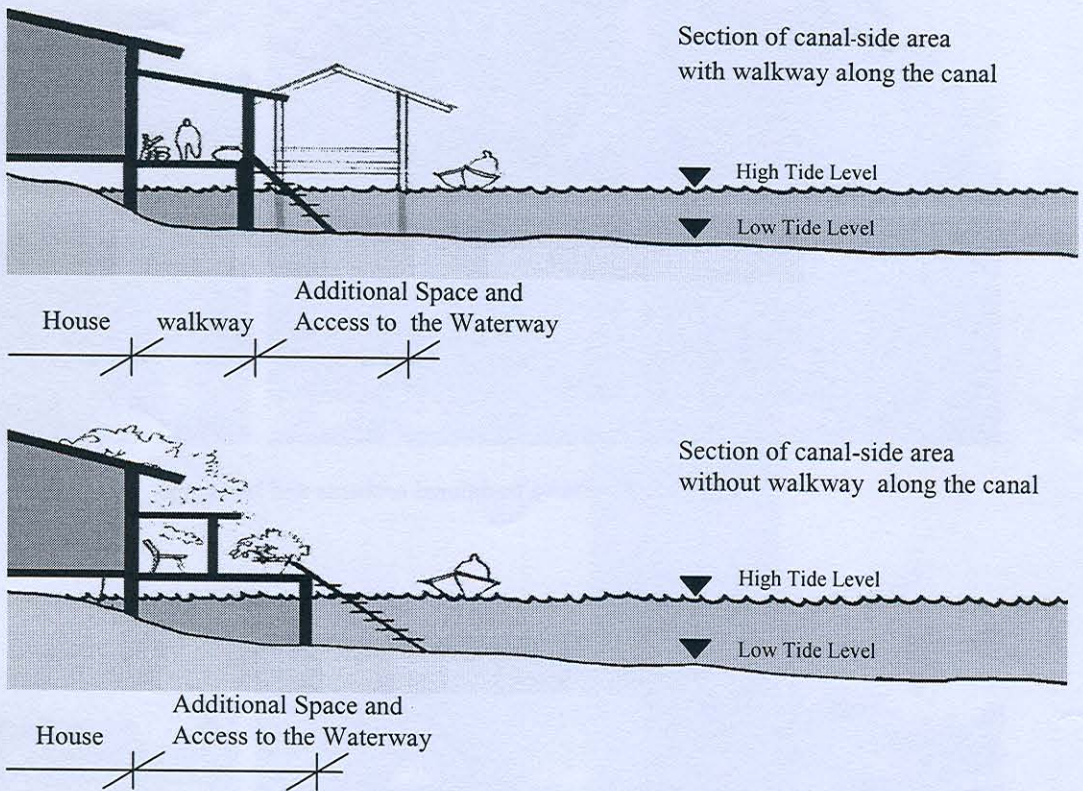 Section of canal-side area
with walkway along the canal
High Tide Level
Low Tide Level
Additional Space and
House walkway Access to the Waterway
Section of canal-side area
without walkway along the canal
High Tide Level
Low Tide Level
Additional Space and
House Access to the Waterway